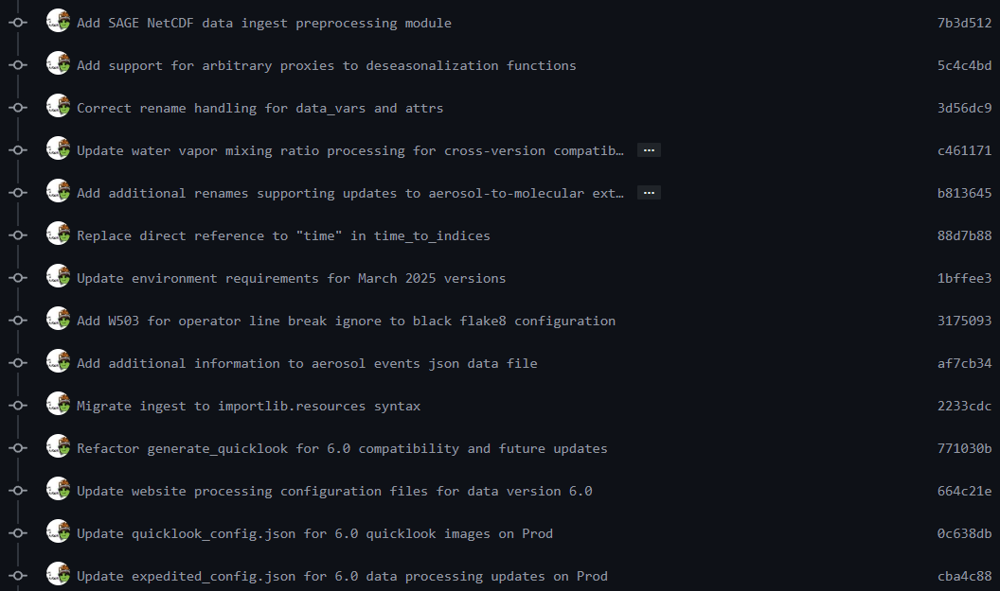 Add SAGE NetCDF data ingest preprocessing module 7b3d512
Add support for arbitrary proxies to deseasonalization functions 5c4c4bd
Correct rename handling for data_vars and attrs 3d56dc9
Update water vapor mixing ratio processing for cross-version compatib… ... c461171
Add additional renames supporting updates to aerosol-to-molecular ext… ... b813645
Replace direct reference to "time" in time_to_indices 88d7b88
Update environment requirements for March 2025 versions 1bffee3
Add W503 for operator line break ignore to black flake8 configuration 3175093
Add additional information to aerosol events json data file af7cb34
Migrate ingest to importlib.resources syntax 2233cdc
Refactor generate_quicklook for 6.0 compatibility and future updates 771030b
Update website processing configuration files for data version 6.0 664c21e
Update quicklook_config.json for 6.0 quicklook images on Prod 0c638db
Update expedited_config.json for 6.0 data processing updates on Prod cba4c88